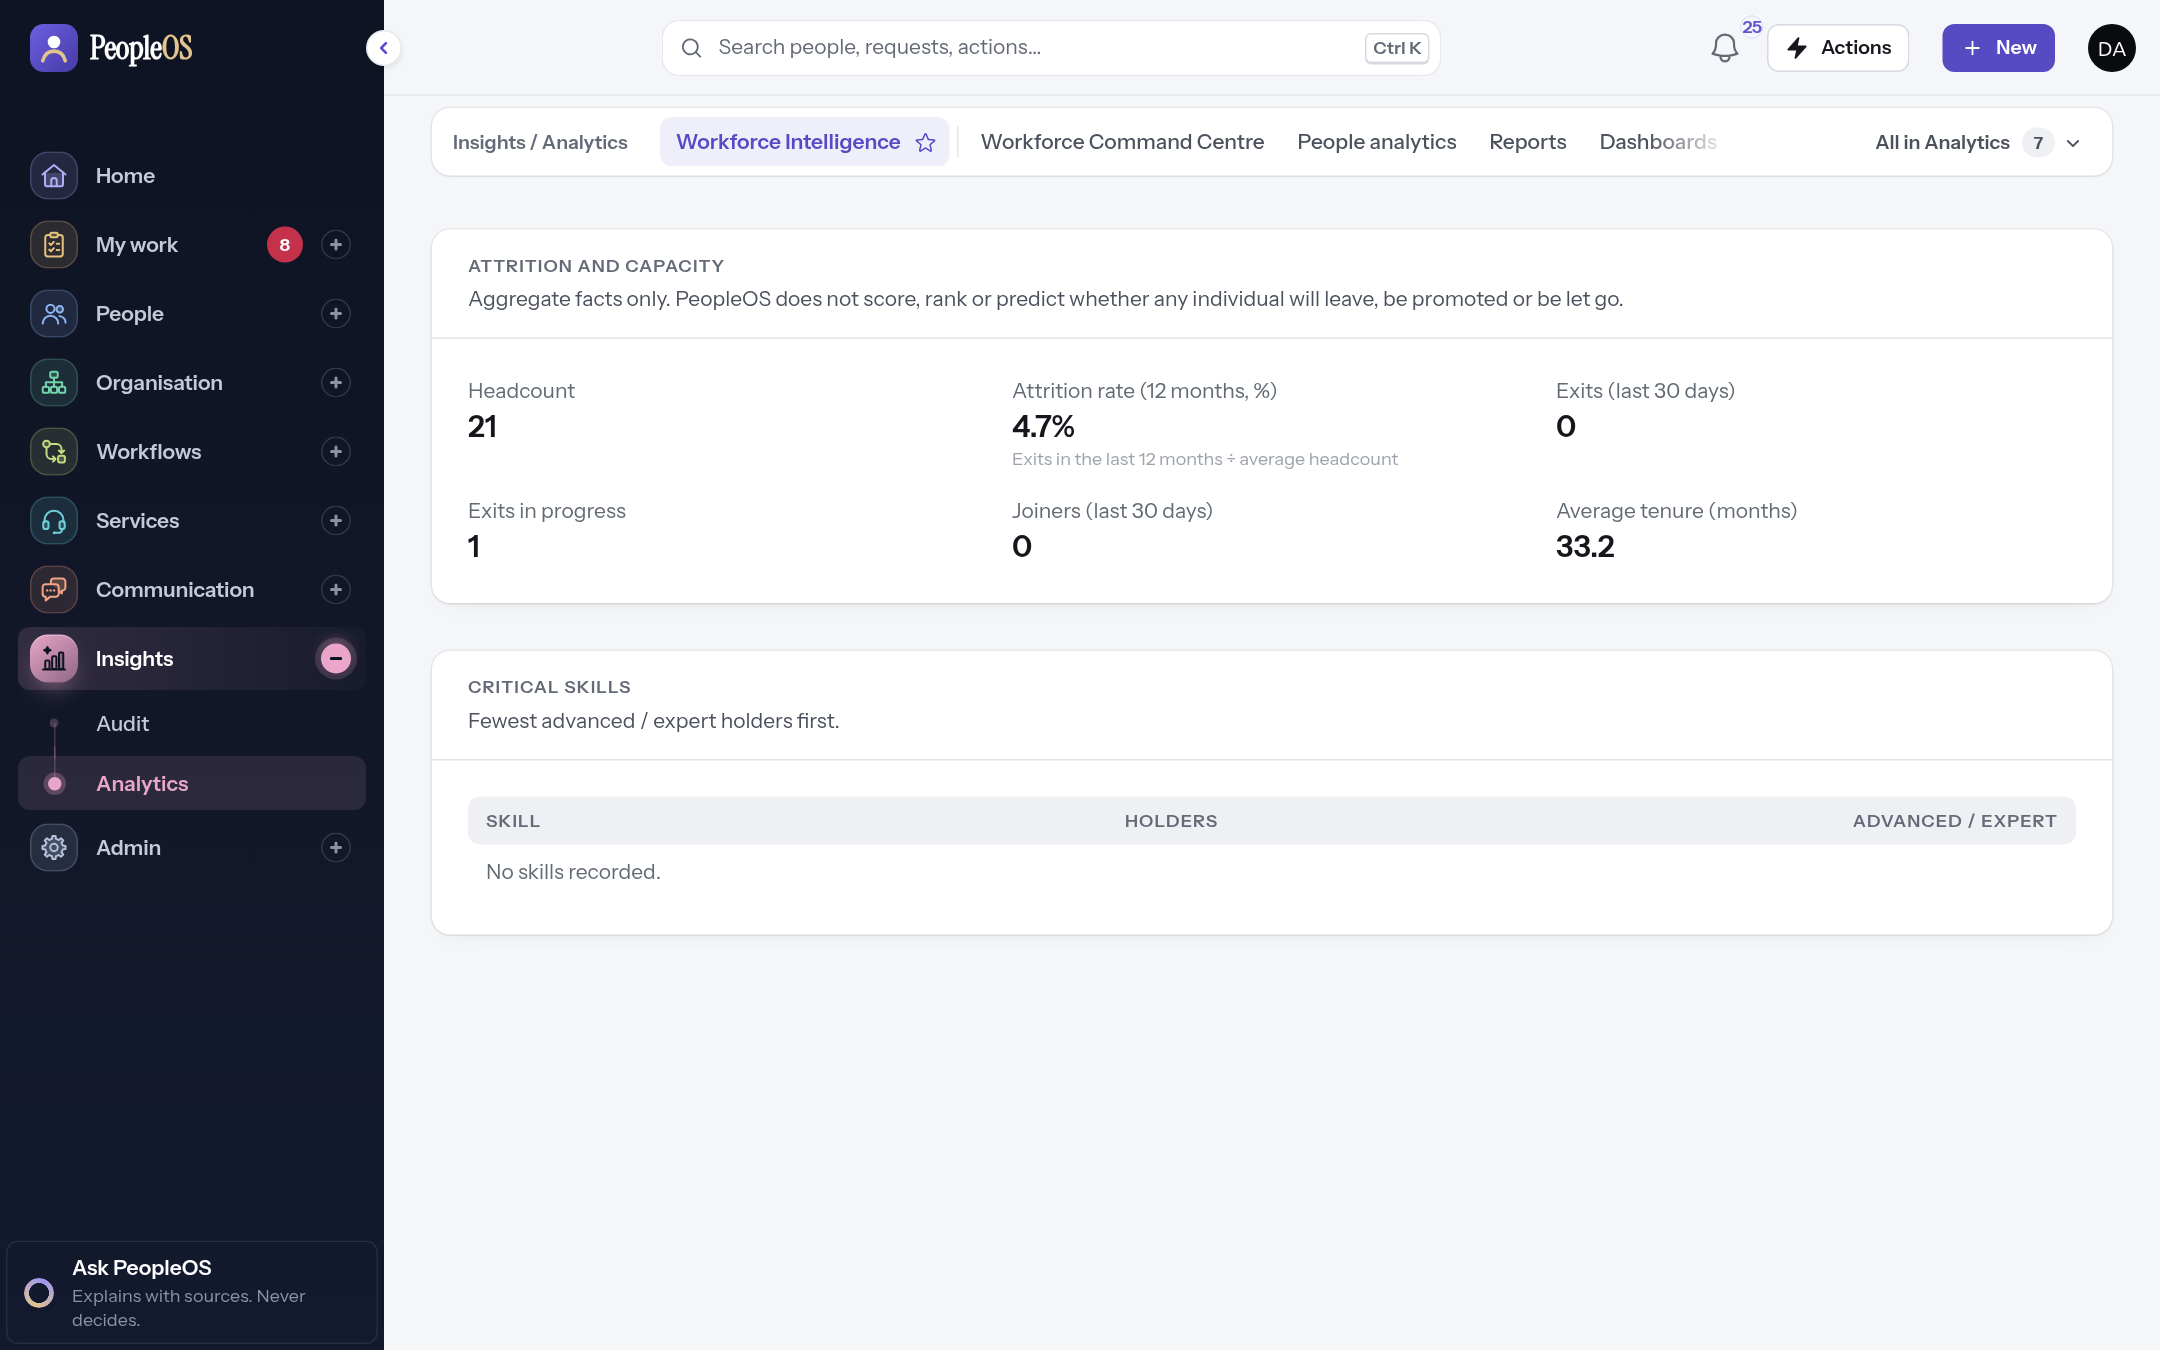 PeopleOS
Search people, requests, actions...
Ctrl K
25
Actions
New
DA
Insights / Analytics
Workforce Intelligence
Workforce Command Centre
People analytics
Reports
Dashboards
All in Analytics
7
Home
My work
8
People
Organisation
Workflows
Services
Communication
Insights
Audit
Analytics
Admin
Ask PeopleOS
Explains with sources. Never
decides.
ATTRITION AND CAPACITY
Aggregate facts only. PeopleOS does not score, rank or predict whether any individual will leave, be promoted or be let go.
Headcount
21
Attrition rate (12 months, %)
4.7%
Exits in the last 12 months ÷ average headcount
Exits (last 30 days)
0
Exits in progress
1
Joiners (last 30 days)
0
Average tenure (months)
33.2
CRITICAL SKILLS
Fewest advanced / expert holders first.
SKILL
HOLDERS
ADVANCED / EXPERT
No skills recorded.